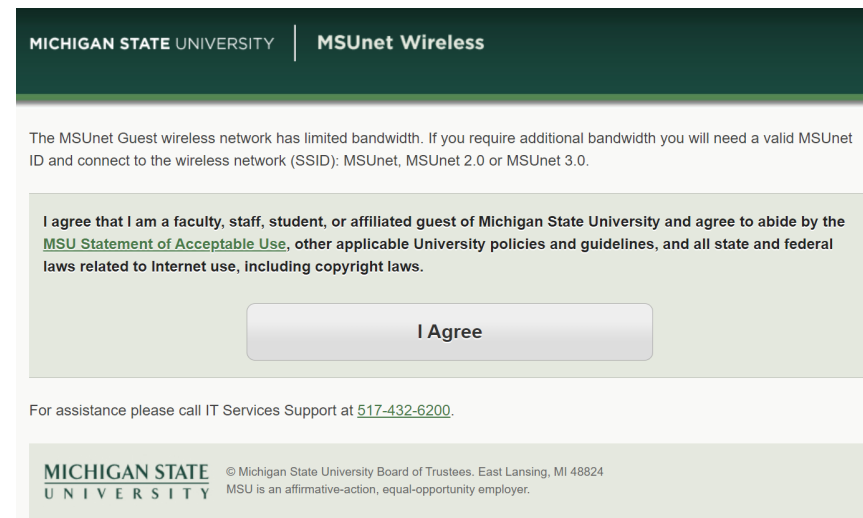 MICHIGAN STATE UNIVERSITY MSUnet Wireless
The MSUnet Guest wireless network has limited bandwidth. If you require additional bandwidth you will need a valid MSUnet
ID and connect to the wireless network (SSID): MSUnet, MSUnet 2.0 or MSUnet 3.0.
I agree that I am a faculty, staff, student, or affiliated guest of Michigan State University and agree to abide by the
MSU Statement of Acceptable Use, other applicable University policies and guidelines, and all state and federal
laws related to Internet use, including copyright laws.
I Agree
For assistance please call IT Services Support at 517-432-6200.
MICHIGAN STATE
UNIVERSITY
© Michigan State University Board of Trustees. East Lansing, MI 48824
MSU is an affirmative-action, equal-opportunity employer.